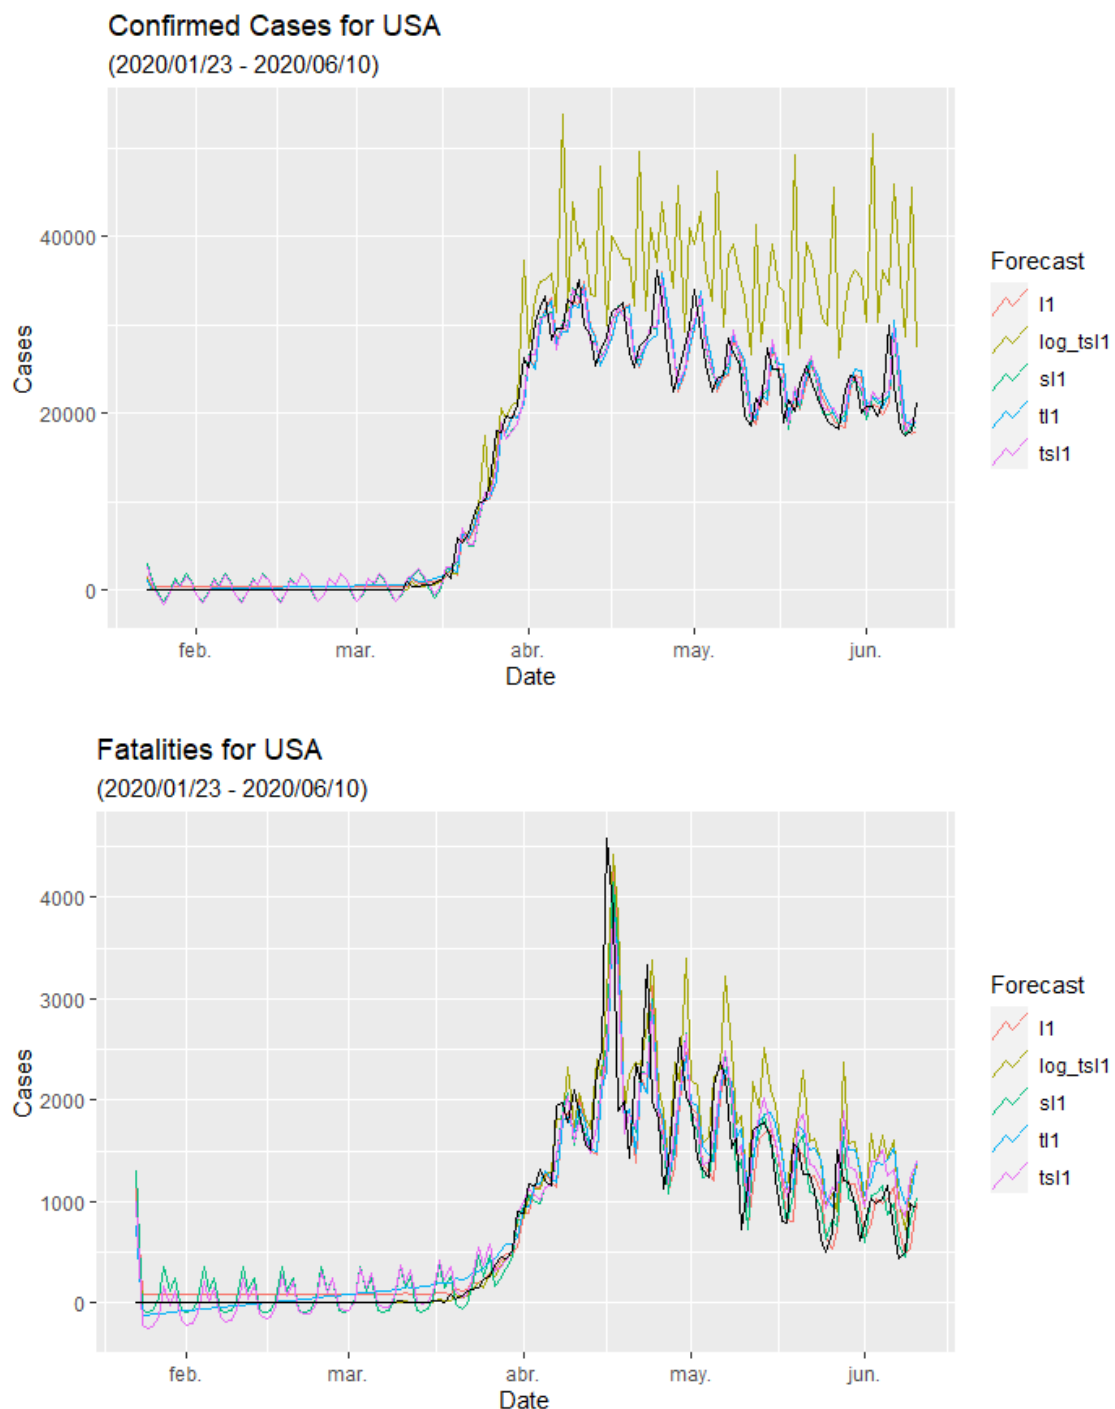 Confirmed Cases for USA
(2020/01/23 - 2020/06/10)
Cases
40000
20000
0
feb.
mar.
abr.
may.
jun.
Date
Forecast
l1
log_tsl1
sl1
tl1
tsl1
Fatalities for USA
(2020/01/23 - 2020/06/10)
Cases
4000
3000
2000
1000
0
feb.
mar.
abr.
may.
jun.
Date
Forecast
l1
log_tsl1
sl1
tl1
tsl1